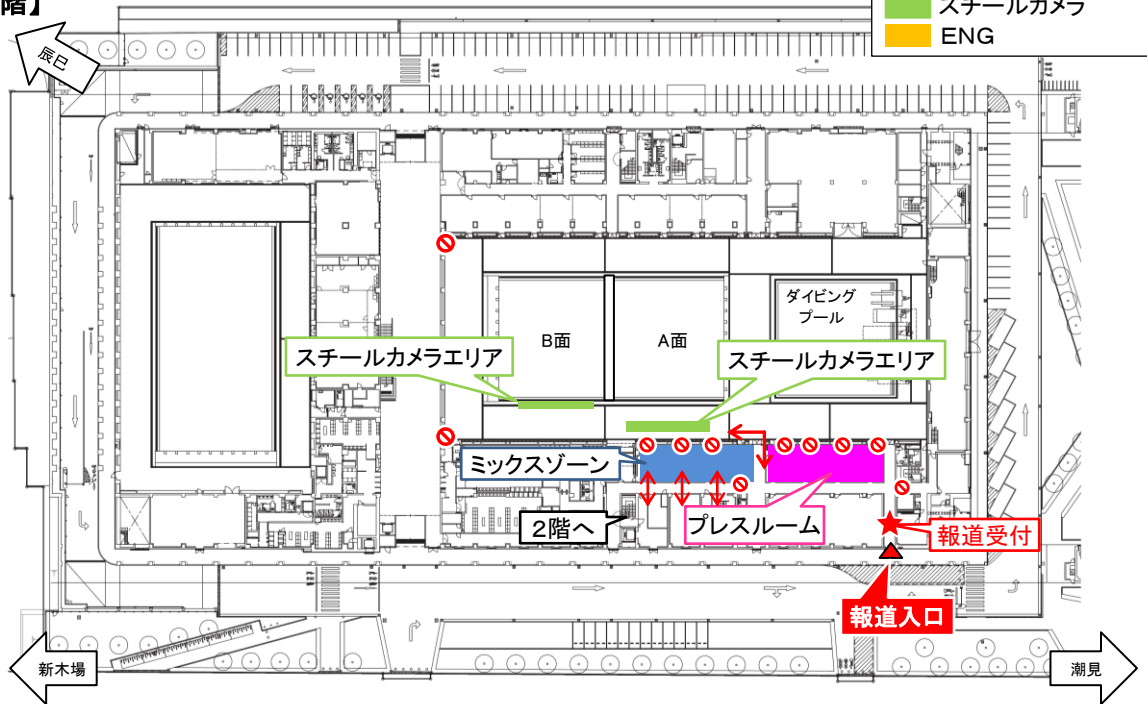 階】
スチールカメラ
ENG
辰巳
ダイビング
プール
B面
A面
スチールカメラエリア
スチールカメラエリア
ミックスゾーン
2階へ
プレスルーム
報道受付
報道入口
新木場
潮見